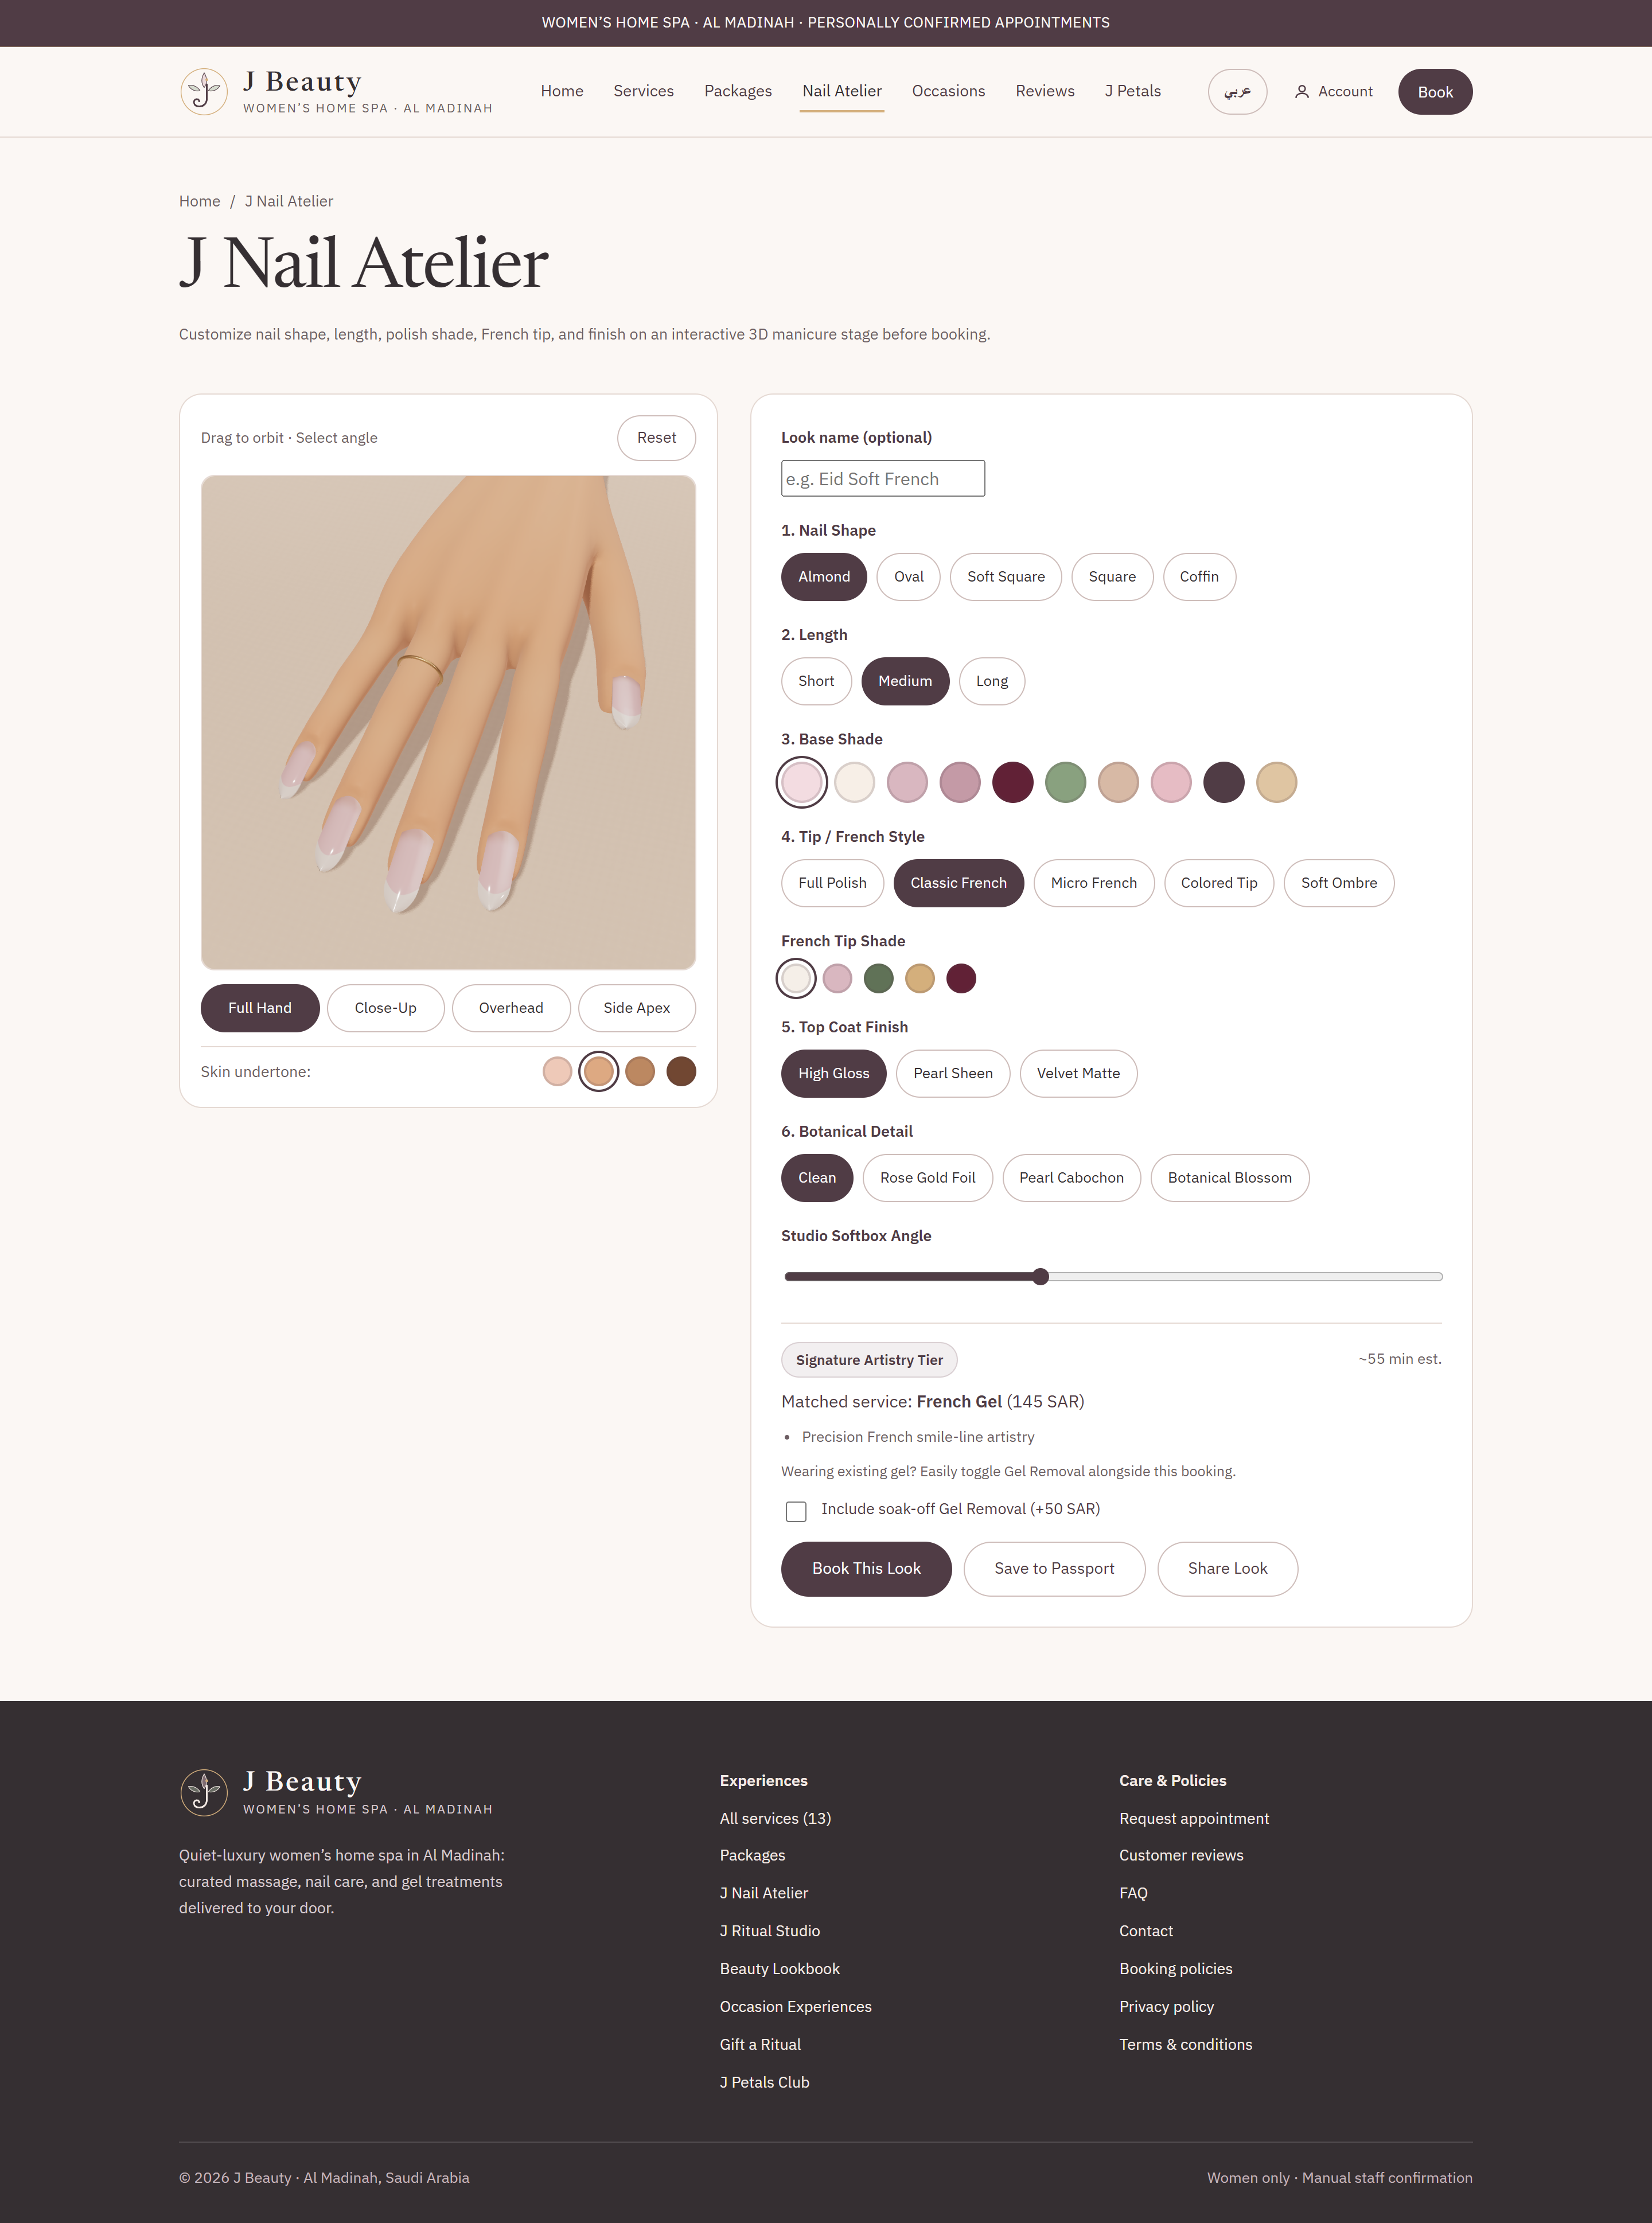 WOMEN’S HOME SPA · AL MADINAH · PERSONALLY CONFIRMED APPOINTMENTS
J Beauty
WOMEN’S HOME SPA · AL MADINAH
Home
Services
Packages
Nail Atelier
Occasions
Reviews
J Petals
عربي
Account
Book
Home / J Nail Atelier
J Nail Atelier
Customize nail shape, length, polish shade, French tip, and finish on an interactive 3D manicure stage before booking.
Drag to orbit · Select angle
Reset
Full Hand
Close-Up
Overhead
Side Apex
Skin undertone:
Look name (optional)
e.g. Eid Soft French
1. Nail Shape
Almond
Oval
Soft Square
Square
Coffin
2. Length
Short
Medium
Long
3. Base Shade
4. Tip / French Style
Full Polish
Classic French
Micro French
Colored Tip
Soft Ombre
French Tip Shade
5. Top Coat Finish
High Gloss
Pearl Sheen
Velvet Matte
6. Botanical Detail
Clean
Rose Gold Foil
Pearl Cabochon
Botanical Blossom
Studio Softbox Angle
Signature Artistry Tier
~55 min est.
Matched service: French Gel (145 SAR)
• Precision French smile-line artistry
Wearing existing gel? Easily toggle Gel Removal alongside this booking.
Include soak-off Gel Removal (+50 SAR)
Book This Look
Save to Passport
Share Look
J Beauty
WOMEN’S HOME SPA · AL MADINAH
Quiet-luxury women’s home spa in Al Madinah:
curated massage, nail care, and gel treatments
delivered to your door.
Experiences
All services (13)
Packages
J Nail Atelier
J Ritual Studio
Beauty Lookbook
Occasion Experiences
Gift a Ritual
J Petals Club
Care & Policies
Request appointment
Customer reviews
FAQ
Contact
Booking policies
Privacy policy
Terms & conditions
© 2026 J Beauty · Al Madinah, Saudi Arabia
Women only · Manual staff confirmation